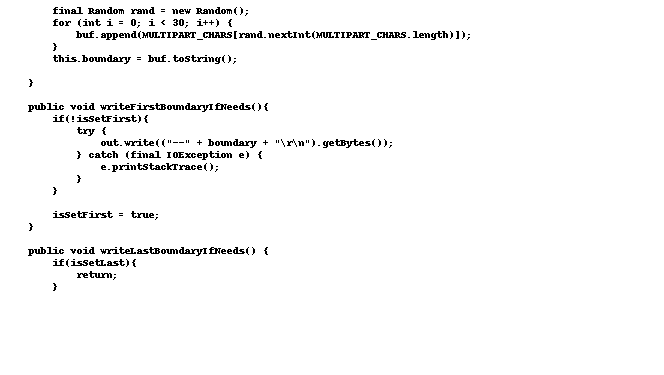 final Random rand = new Random();
for (int i = 0; i < 30; i++) {
buf.append(MULTIPART_CHARS[rand.nextInt(MULTIPART_CHARS.length)]);
}
this.boundary = buf.toString();
}
public void writeFirstBoundaryIfNeeds(){
if(!isSetFirst){
try {
out.write(("--" + boundary + "\r\n").getBytes());
} catch (final IOException e) {
e.printStackTrace();
}
}
isSetFirst = true;
}
public void writeLastBoundaryIfNeeds() {
if(isSetLast){
return;
}